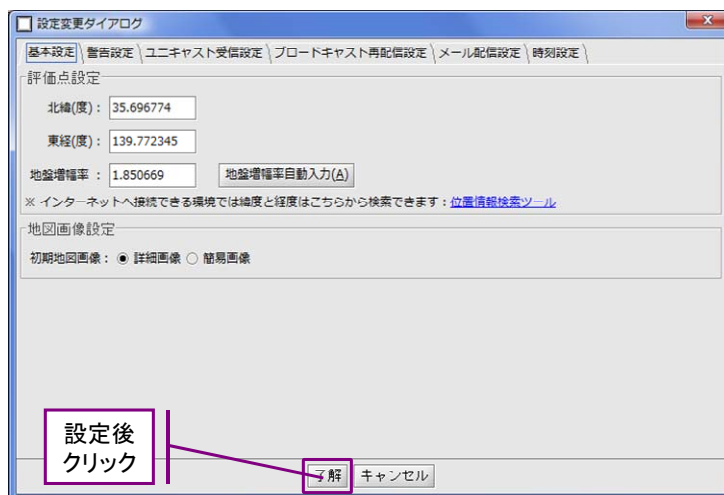 設定変更ダイアログ
基本設定 警告設定 ユニキャスト受信設定 ブロードキャスト再配信設定 メール配信設定 時刻設定
評価点設定
北緯(度): 35.696774
東経(度): 139.772345
地盤増幅率 : 1.850669 地盤増幅率自動入力(A)
※ インターネットへ接続できる環境では緯度と経度はこちらから検索できます:位置情報検索ツール
地図画像設定
初期地図画像: 詳細画像 簡易画像
設定後
クリック
了解 キャンセル